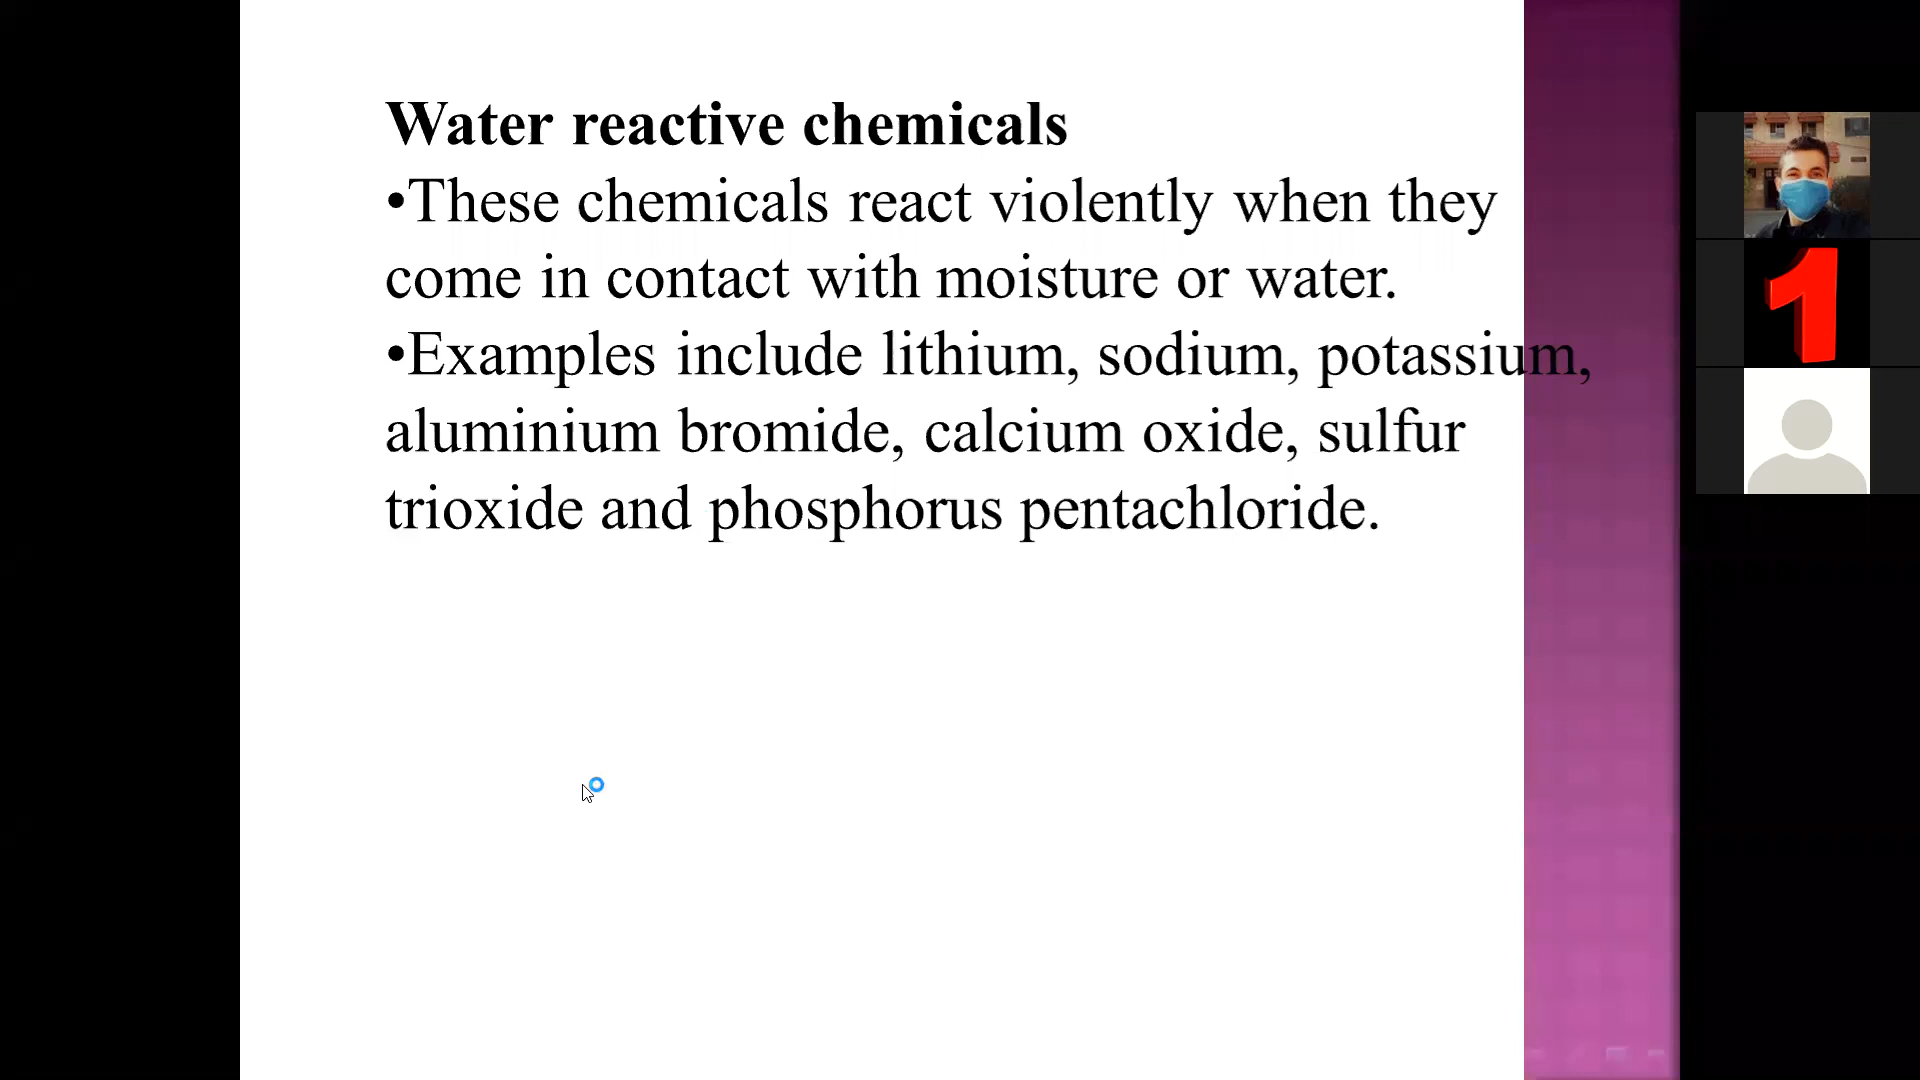 Water reactive chemicals
•These chemicals react violently when they
come in contact with moisture or water.
•Examples include lithium, sodium, potassium,
aluminium bromide, calcium oxide, sulfur
trioxide and phosphorus pentachloride.
1